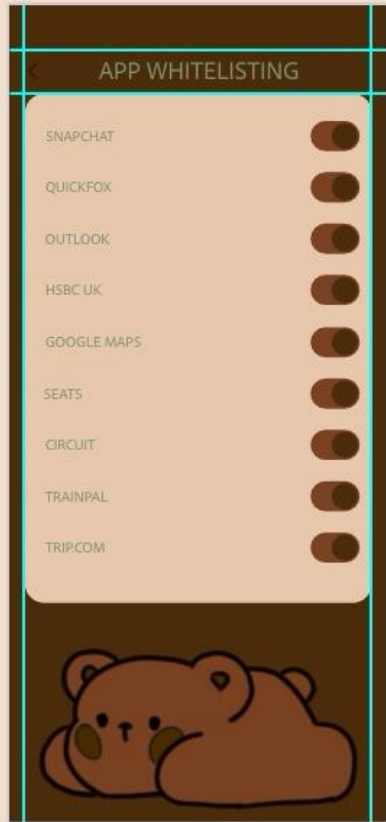 APP WHITELISTING
SNAPCHAT
QUICKFOX
OUTLOOK
HSBC UK
GOOGLE MAPS
SEATS
CIRCUIT
TRAINPAL
TRIP.COM